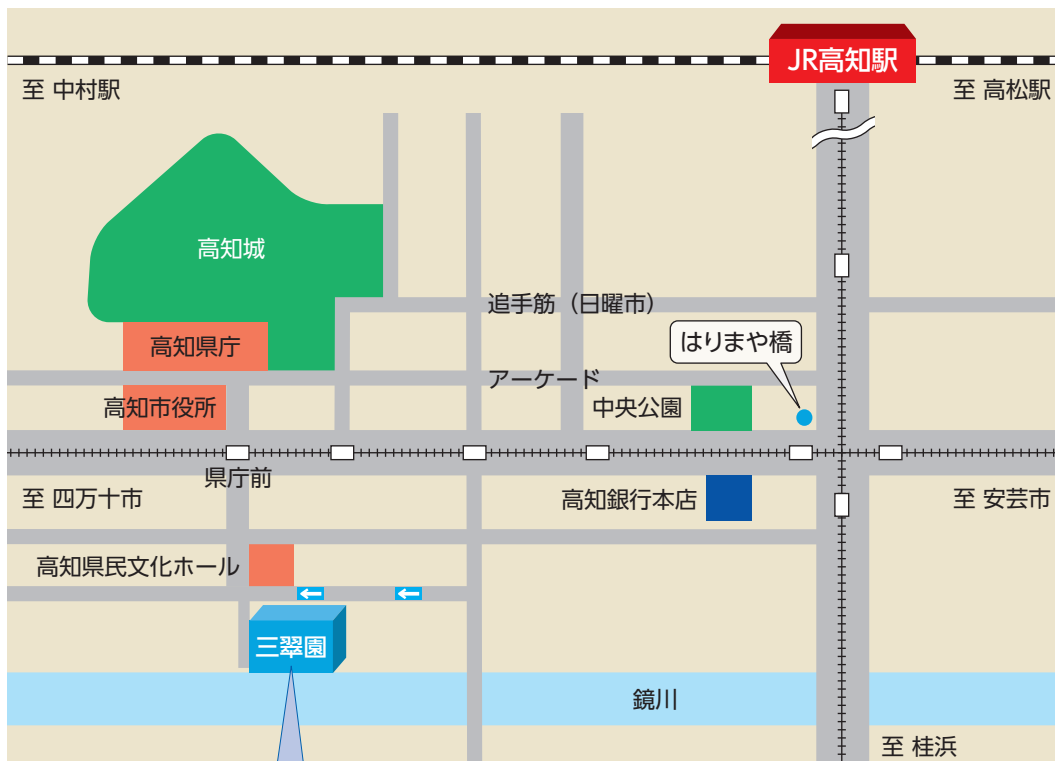 JR高知駅
至 中村駅
至 高松駅
高知城
追手筋（日曜市）
はりまや橋
高知県庁
アーケード
高知市役所
中央公園
県庁前
至 四万十市
高知銀行本店
至 安芸市
高知県民文化ホール
三翠園
鏡川
至 桂浜